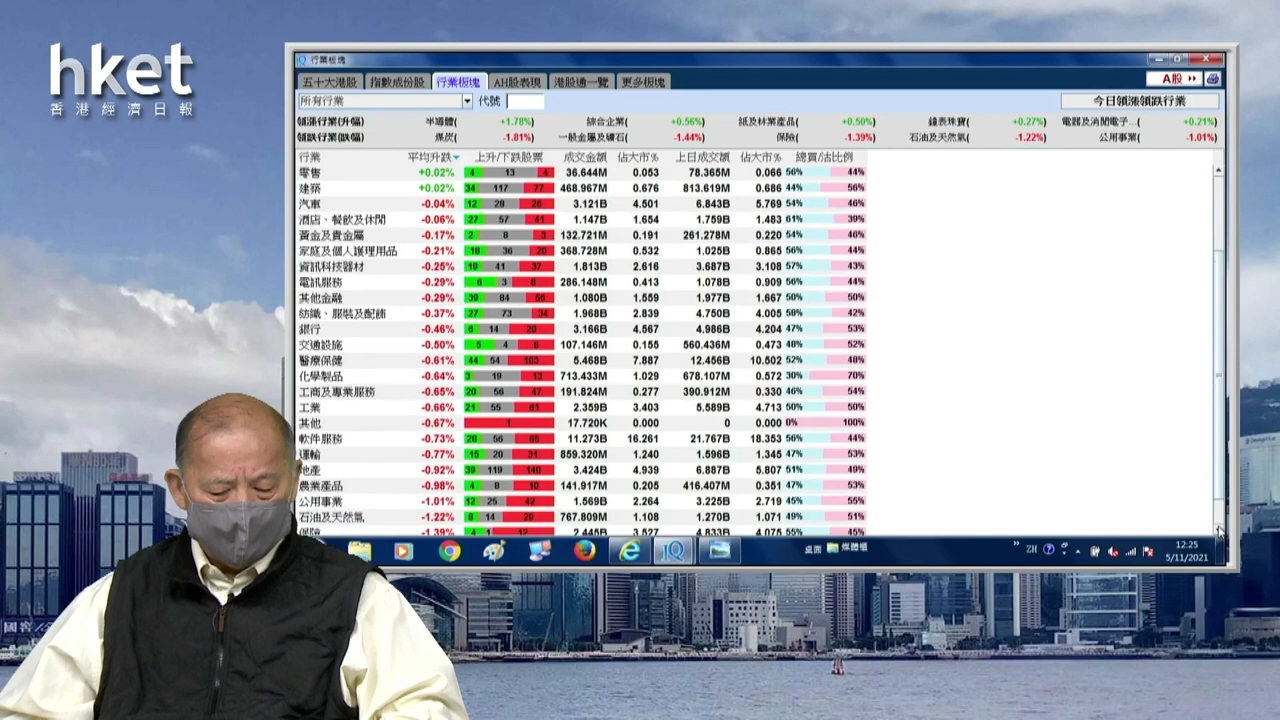 hket
香港經濟日報
行業板塊
五十大港股 指數成份股 行業板塊 AH股表現 港股通一覽 更多板塊
A股
所有行業 代號 今日領漲領跌行業
領漲行業(升幅) 半導體( +1.78%) 綜合企業( +0.56%) 紙及林業產品( +0.50%) 鐘表珠寶( +0.27%) 電器及消閒電子...( +0.21%)
領跌行業(跌幅) 煤炭( -1.81%) 一般金屬及礦石( -1.44%) 保險( -1.39%) 石油及天然氣( -1.22%) 公用事業( -1.01%)
行業 平均升跌 上升/下跌股票 成交金額 佔大市% 上日成交額 佔大市% 總買/沽比例
零售 +0.02% 4 13 4 36.644M 0.053 78.365M 0.066 56% 44%
建築 +0.02% 34 117 77 468.967M 0.676 813.619M 0.686 44% 56%
汽車 -0.04% 12 28 26 3.121B 4.501 6.843B 5.769 54% 46%
酒店、餐飲及休閒 -0.06% 27 57 41 1.147B 1.654 1.759B 1.483 61% 39%
黃金及貴金屬 -0.17% 2 8 3 132.721M 0.191 261.278M 0.220 54% 46%
家庭及個人護理用品 -0.21% 18 36 20 368.728M 0.532 1.025B 0.865 56% 44%
資訊科技器材 -0.25% 19 41 37 1.813B 2.616 3.687B 3.108 57% 43%
電訊服務 -0.29% 6 3 8 286.148M 0.413 1.078B 0.909 56% 44%
其他金融 -0.29% 39 84 56 1.080B 1.559 1.977B 1.667 50% 50%
紡織、服裝及配飾 -0.37% 27 73 34 1.968B 2.839 4.750B 4.005 58% 42%
銀行 -0.46% 6 14 20 3.166B 4.567 4.986B 4.204 47% 53%
交通設施 -0.50% 5 4 6 107.146M 0.155 560.436M 0.473 48% 52%
醫療保健 -0.61% 44 54 103 5.468B 7.887 12.456B 10.502 52% 48%
化學製品 -0.64% 3 19 13 713.433M 1.029 678.107M 0.572 30% 70%
工商及專業服務 -0.65% 20 56 47 191.824M 0.277 390.912M 0.330 46% 54%
工業 -0.66% 21 55 61 2.359B 3.403 5.589B 4.713 50% 50%
其他 -0.67% 1 17.720K 0.000 0 0.000 0% 100%
軟件服務 -0.73% 20 56 65 11.273B 16.261 21.767B 18.353 56% 44%
運輸 -0.77% 15 20 31 859.320M 1.240 1.596B 1.345 47% 53%
地產 -0.92% 39 119 140 3.424B 4.939 6.887B 5.807 51% 49%
農業產品 -0.98% 4 8 10 141.917M 0.205 416.407M 0.351 47% 53%
公用事業 -1.01% 12 25 42 1.569B 2.264 3.225B 2.719 45% 55%
石油及天然氣 -1.22% 8 14 20 767.809M 1.108 1.270B 1.071 49% 51%
保險 -1.39% 4 1 12 2.445B 3.527 4.833B 4.075 55% 45%
桌面 媒體櫃 ZH 12:25
5/11/2021